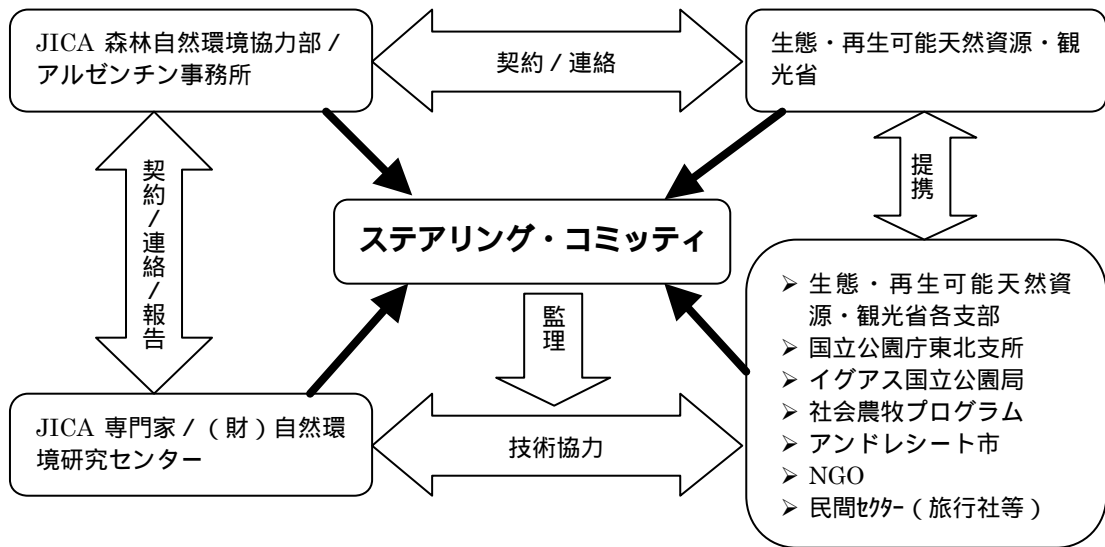 JICA 森林自然環境協力部 /
アルゼンチン事務所
契約 / 連絡
生態・再生可能天然資源・観
光省
契約/連絡/報告
提携
ステアリング・コミッティ
監理
➢ 生態・再生可能天然資
源・観光省各支部
➢ 国立公園庁東北支所
➢ イグアス国立公園局
➢ 社会農牧プログラム
➢ アンドレシート市
➢ NGO
➢ 民間ｾｸﾀｰ（旅行社等）
JICA 専門家 /（財）自然環
境研究センター
技術協力